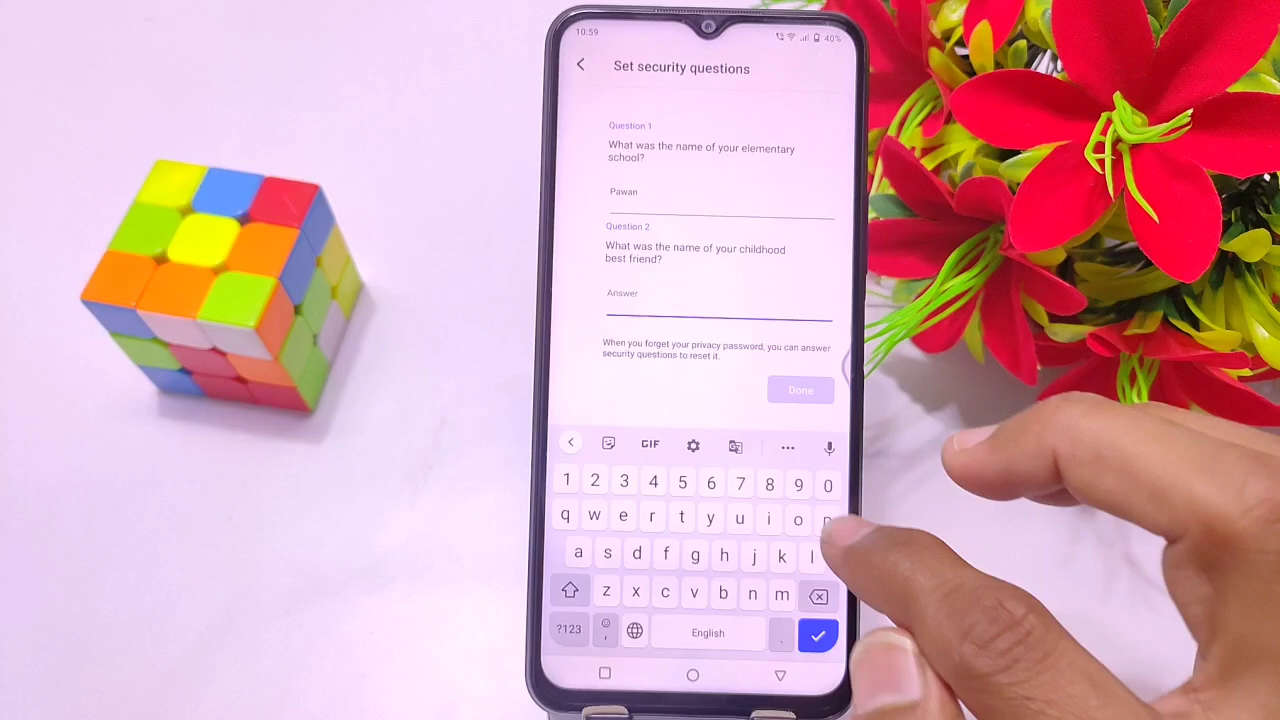 10:59
40%
Set security questions
Question 1
What was the name of your elementary
school?
Pawan
Question 2
What was the name of your childhood
best friend?
Answer
When you forget your privacy password, you can answer
security questions to reset it.
Done
GIF
1 2 3 4 5 6 7 8 9 0
q w e r t y u i o p
a s d f g h j k l
z x c v b n m
?123 , English .